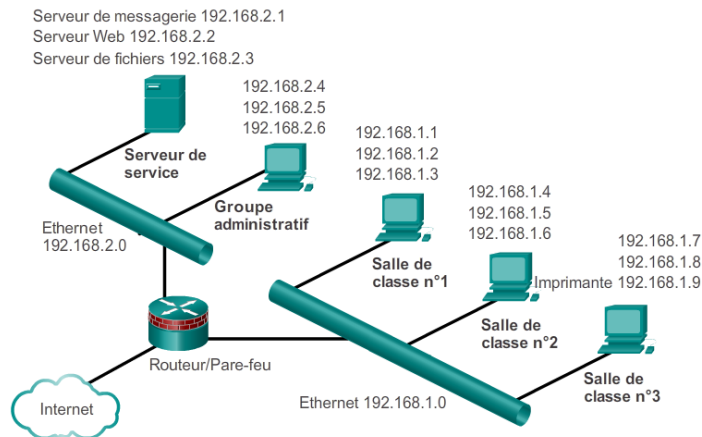 Serveur de messagerie 192.168.2.1
Serveur Web 192.168.2.2
Serveur de fichiers 192.168.2.3
192.168.2.4
192.168.2.5
192.168.2.6
Serveur de
service
192.168.1.1
192.168.1.2
192.168.1.3
Groupe
administratif
192.168.1.4
192.168.1.5
192.168.1.6
Ethernet
192.168.2.0
Salle de
classe n°1
192.168.1.7
192.168.1.8
Imprimante 192.168.1.9
Salle de
classe n°2
Routeur/Pare-feu
Salle de
classe n°3
Ethernet 192.168.1.0
Internet